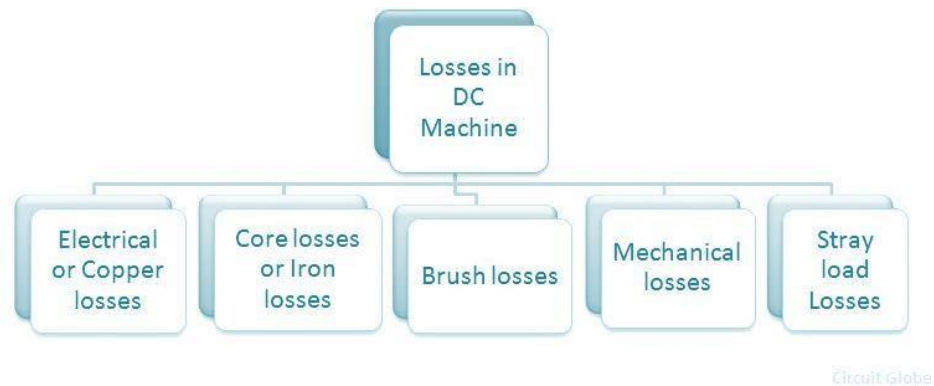 Losses in
DC
Machine
Electrical
or Copper
losses
Core losses
or Iron
losses
Brush losses
Mechanical
losses
Stray
load
Losses
Circuit Globe